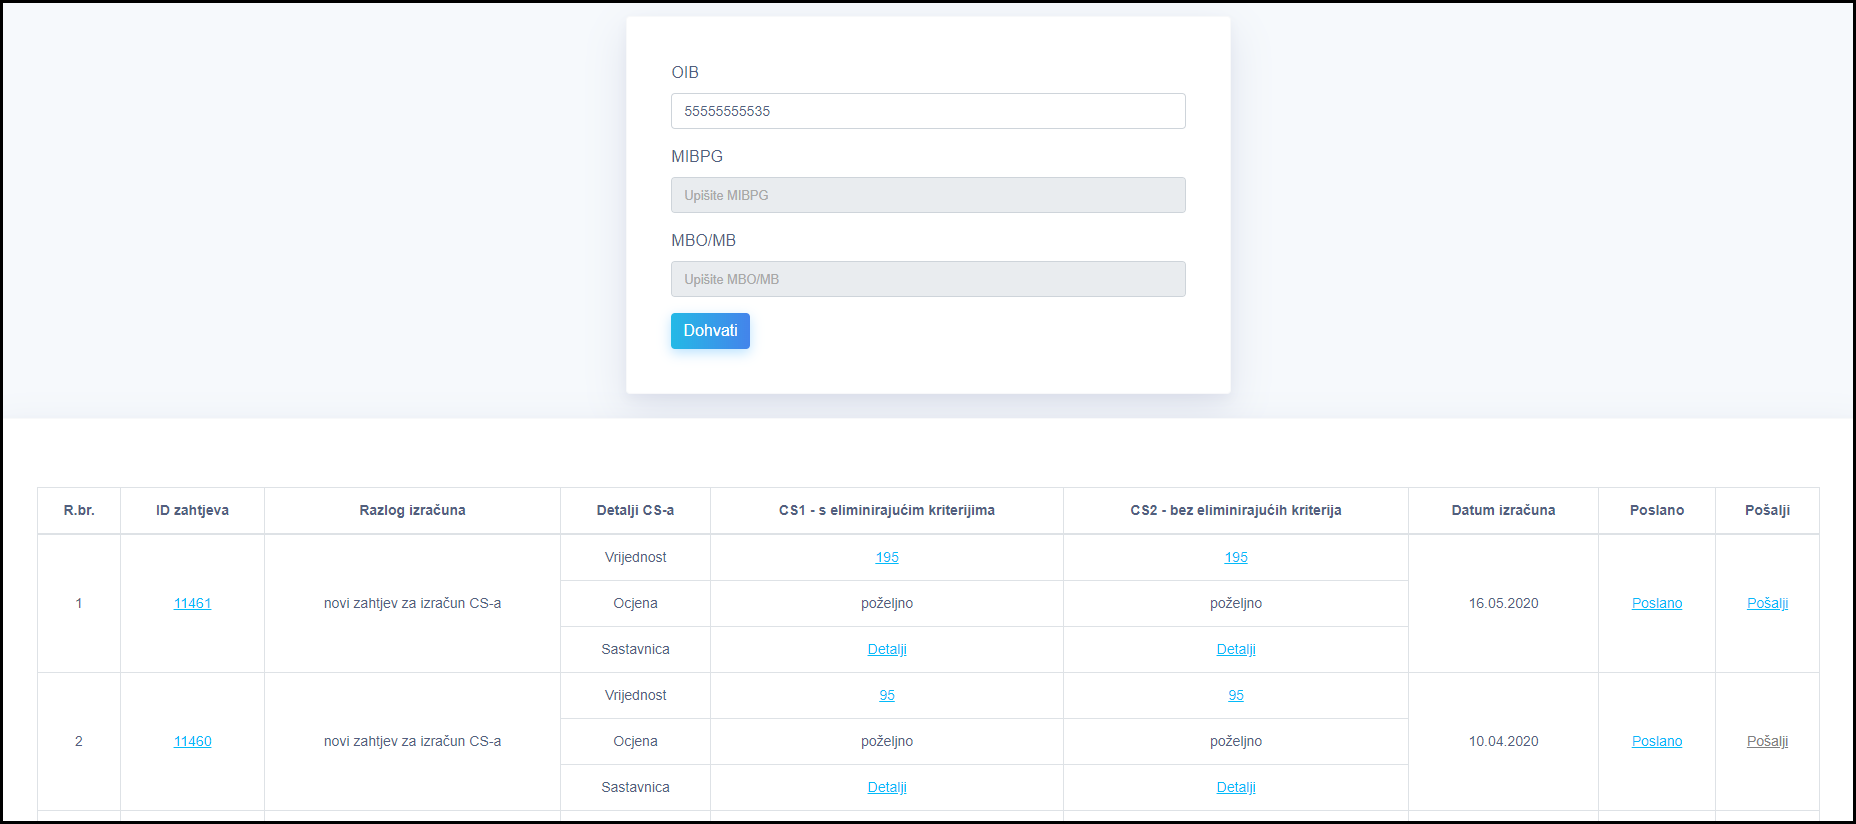 OIB
55555555535
MIBPG
Upišite MIBPG
MBO/MB
Upišite MBO/MB
Dohvati
R.br. ID zahtjeva Razlog izračuna Detalji CS-a CS1 - s eliminirajućim kriterijima CS2 - bez eliminirajućih kriterija Datum izračuna Poslano Pošalji
Vrijednost 195 195
1 11461 novi zahtjev za izračun CS-a Ocjena poželjno poželjno 16.05.2020 Poslano Pošalji
Sastavnica Detalji Detalji
Vrijednost 95 95
2 11460 novi zahtjev za izračun CS-a Ocjena poželjno poželjno 10.04.2020 Poslano Pošalji
Sastavnica Detalji Detalji